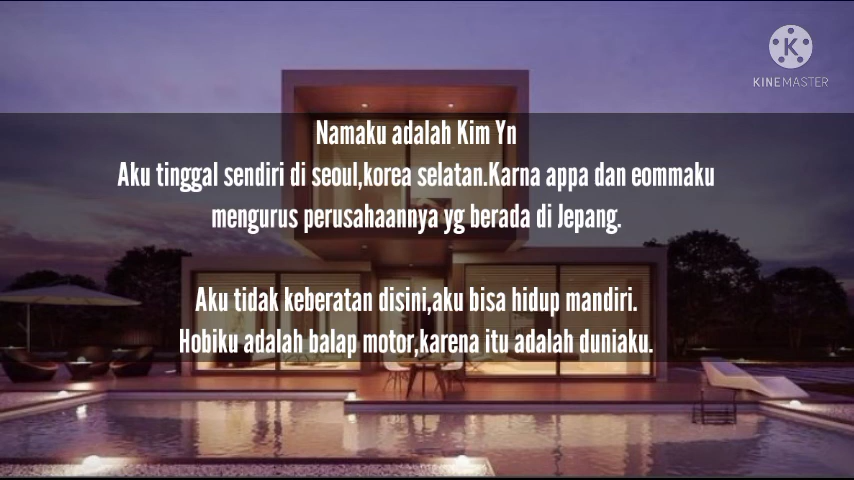 KINEMASTER
Namaku adalah Kim Yn
Aku tinggal sendiri di seoul,korea selatan.Karna appa dan eommaku
mengurus perusahaannya yg berada di Jepang.
Aku tidak keberatan disini,aku bisa hidup mandiri.
Hobiku adalah balap motor,karena itu adalah duniaku.